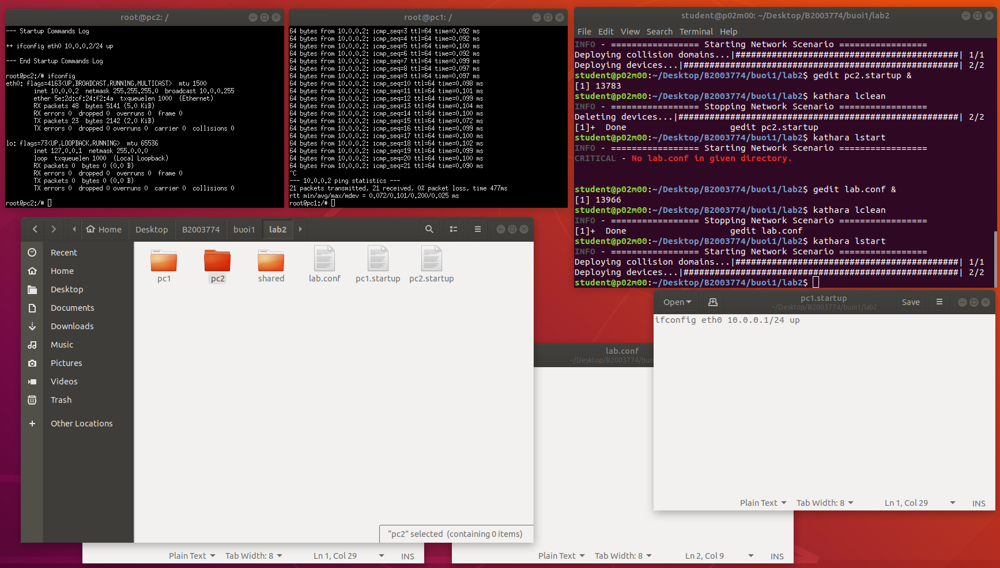 root@pc2: /
--- Startup Commands Log
++ ifconfig eth0 10.0.0.2/24 up
--- End Startup Commands Log
root@pc2:/# ifconfig
eth0: flags=4163<UP,BROADCAST,RUNNING,MULTICAST>  mtu 1500
inet 10.0.0.2  netmask 255.255.255.0  broadcast 10.0.0.255
ether 5e:2d:cf:24:f2:4a  txqueuelen 1000  (Ethernet)
RX packets 48  bytes 5141 (5.0 KiB)
RX errors 0  dropped 0  overruns 0  frame 0
TX packets 23  bytes 2142 (2.0 KiB)
TX errors 0  dropped 0 overruns 0  carrier 0  collisions 0
lo: flags=73<UP,LOOPBACK,RUNNING>  mtu 65536
inet 127.0.0.1  netmask 255.0.0.0
loop  txqueuelen 1000  (Local Loopback)
RX packets 0  bytes 0 (0.0 B)
RX errors 0  dropped 0  overruns 0  frame 0
TX packets 0  bytes 0 (0.0 B)
TX errors 0  dropped 0 overruns 0  carrier 0  collisions 0
root@pc2:/#
root@pc1: /
64 bytes from 10.0.0.2: icmp_seq=3 ttl=64 time=0.092 ms
64 bytes from 10.0.0.2: icmp_seq=4 ttl=64 time=0.092 ms
64 bytes from 10.0.0.2: icmp_seq=5 ttl=64 time=0.100 ms
64 bytes from 10.0.0.2: icmp_seq=6 ttl=64 time=0.092 ms
64 bytes from 10.0.0.2: icmp_seq=7 ttl=64 time=0.099 ms
64 bytes from 10.0.0.2: icmp_seq=8 ttl=64 time=0.097 ms
64 bytes from 10.0.0.2: icmp_seq=9 ttl=64 time=0.097 ms
64 bytes from 10.0.0.2: icmp_seq=10 ttl=64 time=0.098 ms
64 bytes from 10.0.0.2: icmp_seq=11 ttl=64 time=0.101 ms
64 bytes from 10.0.0.2: icmp_seq=12 ttl=64 time=0.099 ms
64 bytes from 10.0.0.2: icmp_seq=13 ttl=64 time=0.104 ms
64 bytes from 10.0.0.2: icmp_seq=14 ttl=64 time=0.100 ms
64 bytes from 10.0.0.2: icmp_seq=15 ttl=64 time=0.072 ms
64 bytes from 10.0.0.2: icmp_seq=16 ttl=64 time=0.099 ms
64 bytes from 10.0.0.2: icmp_seq=17 ttl=64 time=0.100 ms
64 bytes from 10.0.0.2: icmp_seq=18 ttl=64 time=0.102 ms
64 bytes from 10.0.0.2: icmp_seq=19 ttl=64 time=0.099 ms
64 bytes from 10.0.0.2: icmp_seq=20 ttl=64 time=0.100 ms
64 bytes from 10.0.0.2: icmp_seq=21 ttl=64 time=0.090 ms
^C
--- 10.0.0.2 ping statistics ---
21 packets transmitted, 21 received, 0% packet loss, time 477ms
rtt min/avg/max/mdev = 0.072/0.101/0.200/0.025 ms
root@pc1:/#
student@p02m00: ~/Desktop/B2003774/buoi1/lab2
File Edit View Search Terminal Help
INFO - ================= Starting Network Scenario =================
Deploying collision domains...|###########################################| 1/1
Deploying devices...|#####################################################| 2/2
student@p02m00:~/Desktop/B2003774/buoi1/lab2$ gedit pc2.startup &
[1] 13783
student@p02m00:~/Desktop/B2003774/buoi1/lab2$ kathara lclean
INFO - ================= Stopping Network Scenario =================
Deleting devices...|######################################################| 2/2
[1]+  Done                 gedit pc2.startup
student@p02m00:~/Desktop/B2003774/buoi1/lab2$ kathara lstart
INFO - ================= Starting Network Scenario =================
CRITICAL - No lab.conf in given directory.
student@p02m00:~/Desktop/B2003774/buoi1/lab2$ gedit lab.conf &
[1] 13966
student@p02m00:~/Desktop/B2003774/buoi1/lab2$ kathara lclean
INFO - ================= Stopping Network Scenario =================
[1]+  Done                 gedit lab.conf
student@p02m00:~/Desktop/B2003774/buoi1/lab2$ kathara lstart
INFO - ================= Starting Network Scenario =================
Deploying collision domains...|###########################################| 1/1
Deploying devices...|#####################################################| 2/2
student@p02m00:~/Desktop/B2003774/buoi1/lab2$
Home Desktop B2003774 buoi1 lab2
Recent
Home
Desktop
Documents
Downloads
Music
Pictures
Videos
Trash
Other Locations
pc1 pc2 shared lab.conf pc1.startup pc2.startup
“pc2” selected (containing 0 items)
Open pc1.startup Save
~/Desktop/B2003774/buoi1/lab2
ifconfig eth0 10.0.0.1/24 up
Plain Text Tab Width: 8 Ln 1, Col 29 INS
lab.conf
~/Desktop/B2003774/buo
Plain Text Tab Width: 8 Ln 1, Col 29 INS
Plain Text Tab Width: 8 Ln 2, Col 9 INS